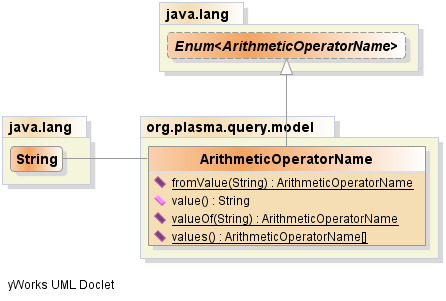 java.lang
Enum<ArithmeticOperatorName>
java.lang
String
org.plasma.query.model
ArithmeticOperatorName
fromValue(String) : ArithmeticOperatorName
value() : String
valueOf(String) : ArithmeticOperatorName
values() : ArithmeticOperatorName[]
yWorks UML Doclet